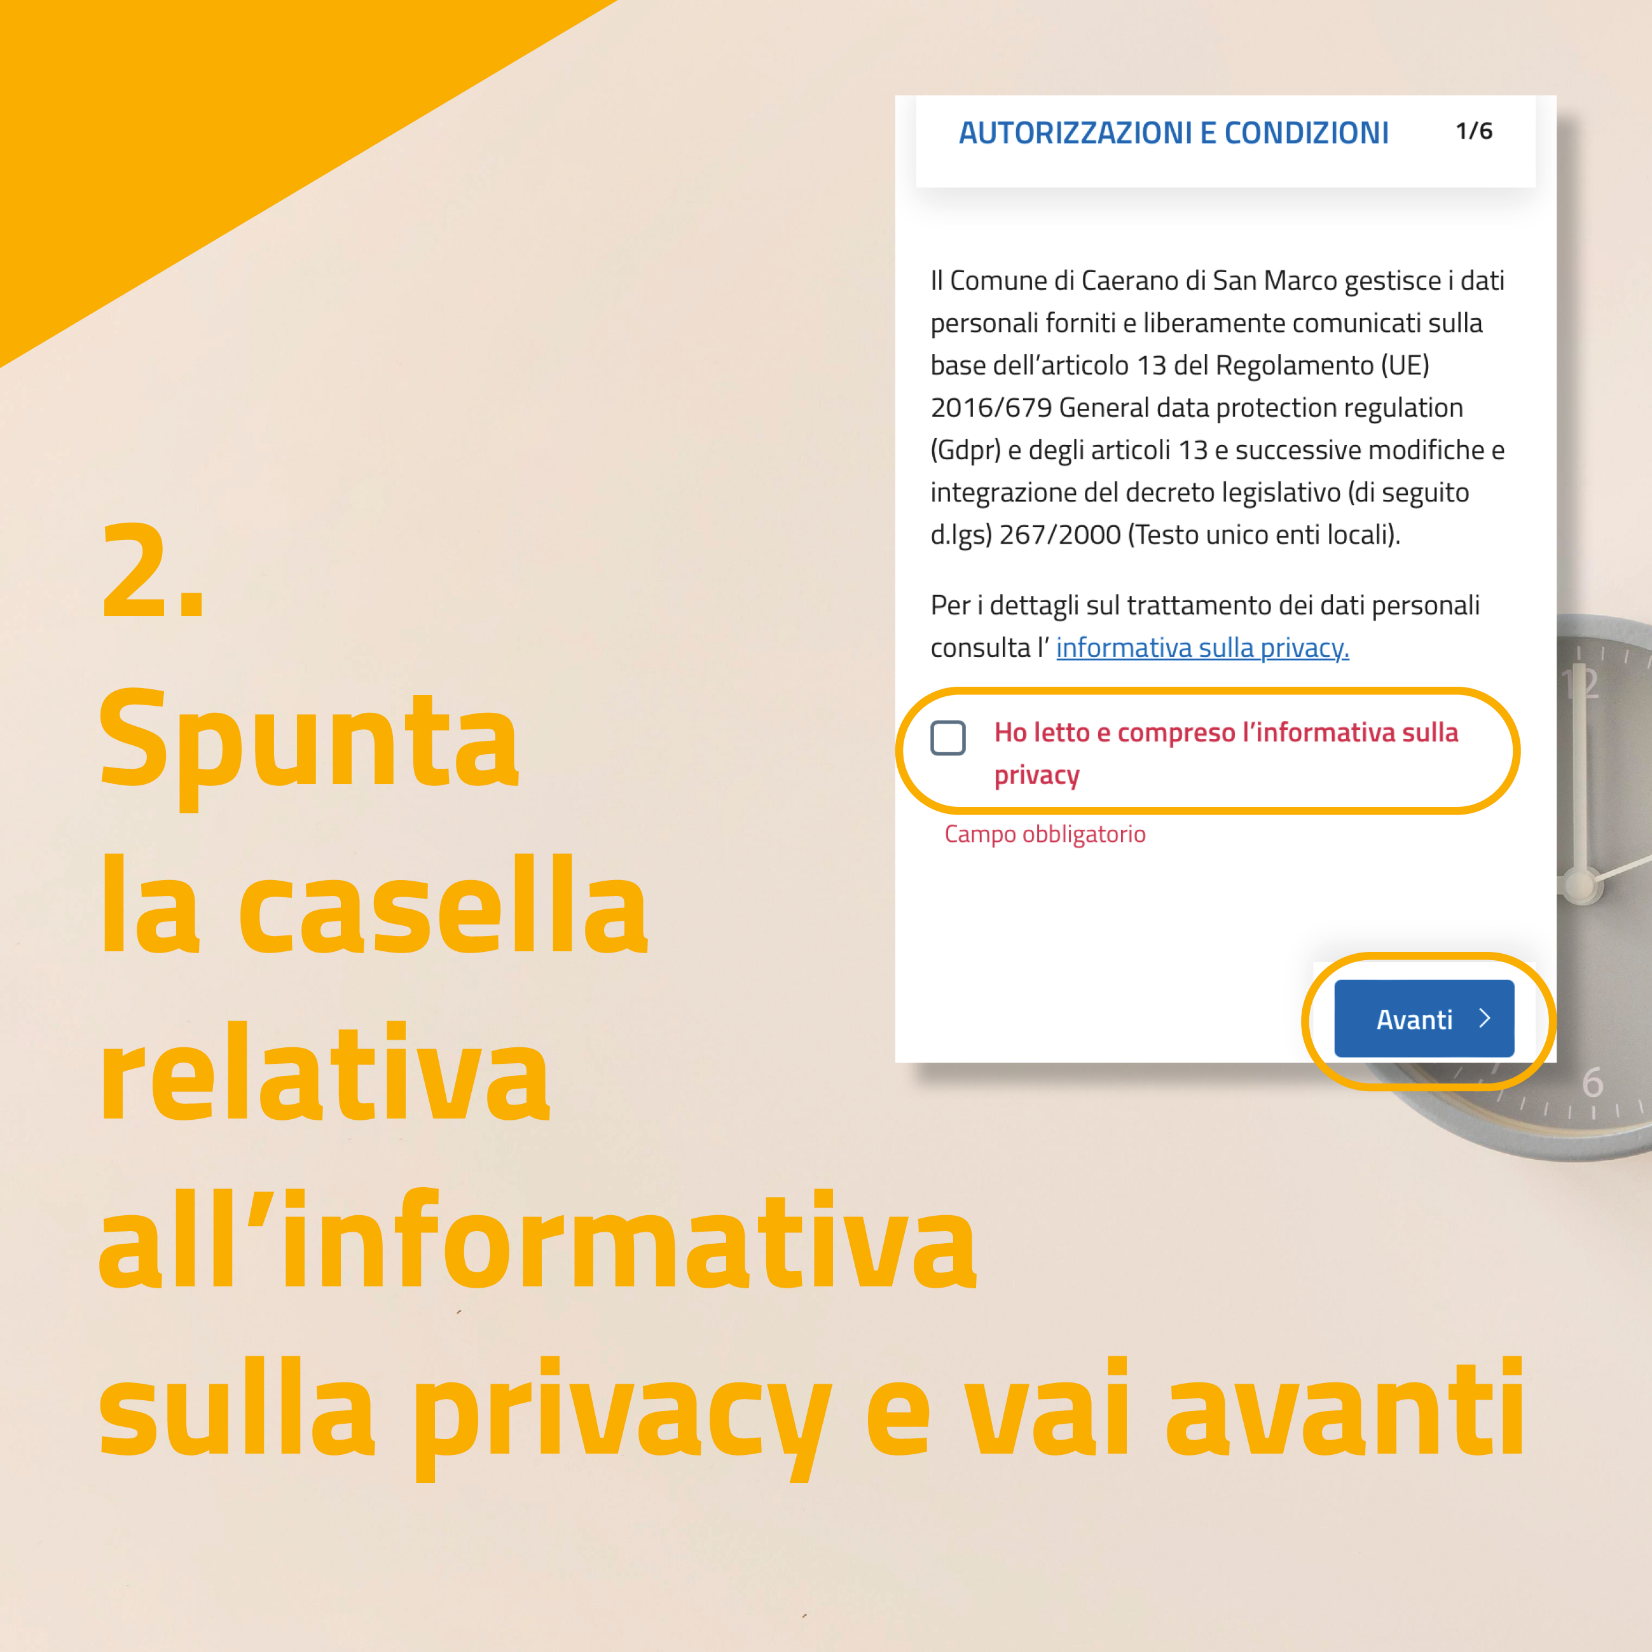 AUTORIZZAZIONI E CONDIZIONI 1/6
Il Comune di Caerano di San Marco gestisce i dati
personali forniti e liberamente comunicati sulla
base dell’articolo 13 del Regolamento (UE)
2016/679 General data protection regulation
(Gdpr) e degli articoli 13 e successive modifiche e
integrazione del decreto legislativo (di seguito
d.lgs) 267/2000 (Testo unico enti locali).
Per i dettagli sul trattamento dei dati personali
consulta l’ informativa sulla privacy.
Ho letto e compreso l’informativa sulla
privacy
Campo obbligatorio
Avanti
12
6
2.
Spunta
la casella
relativa
all’informativa
sulla privacy e vai avanti